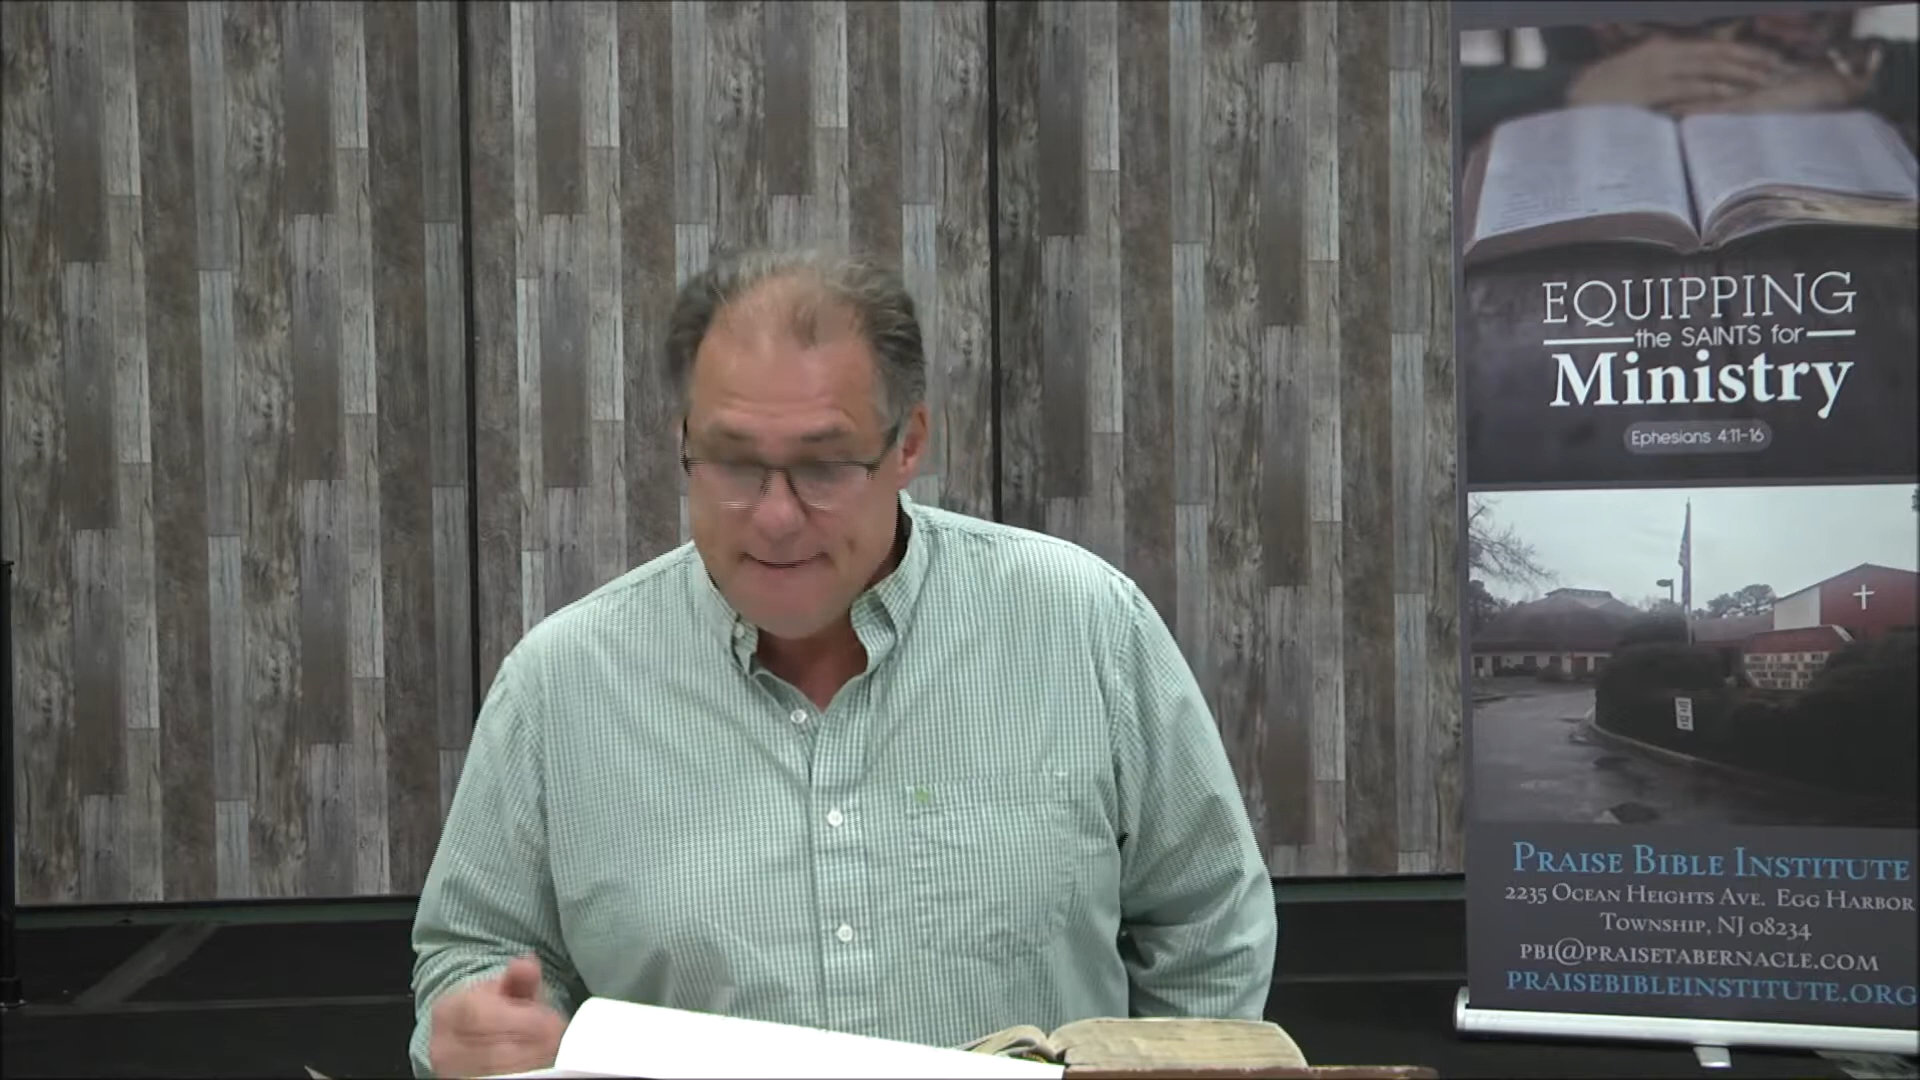 EQUIPPING
the SAINTS for
Ministry
Ephesians 4:11-16
PRAISE BIBLE INSTITUTE
2235 OCEAN HEIGHTS AVE. EGG HARBOR
TOWNSHIP, NJ 08234
PBI@PRAISETABERNACLE.COM
PRAISEBIBLEINSTITUTE.ORG